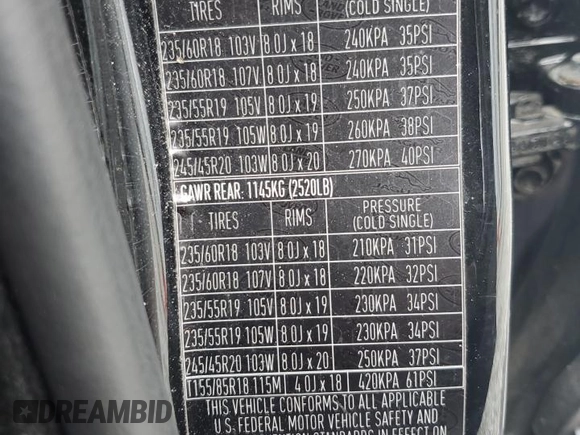 TIRES RIMS (COLD SINGLE)
235/60R18 103V 8.0J x 18 240KPA 35PSI
235/60R18 107V 8.0J x 18 240KPA 35PSI
235/55R19 105V 8.0J x 19 250KPA 37PSI
235/55R19 105W 8.0J x 19 260KPA 38PSI
245/45R20 103W 8.0J x 20 270KPA 40PSI
GAWR REAR: 1145KG (2520LB)
TIRES RIMS PRESSURE
(COLD SINGLE)
235/60R18 103V 8.0J x 18 210KPA 31PSI
235/60R18 107V 8.0J x 18 220KPA 32PSI
235/55R19 105V 8.0J x 19 230KPA 34PSI
235/55R19 105W 8.0J x 19 230KPA 34PSI
245/45R20 103W 8.0J x 20 250KPA 37PSI
T155/85R18 115M 4.0J x 18 420KPA 61PSI
THIS VEHICLE CONFORMS TO ALL APPLICABLE
U.S. FEDERAL MOTOR VEHICLE SAFETY AND
STANDARDS
DREAMBID